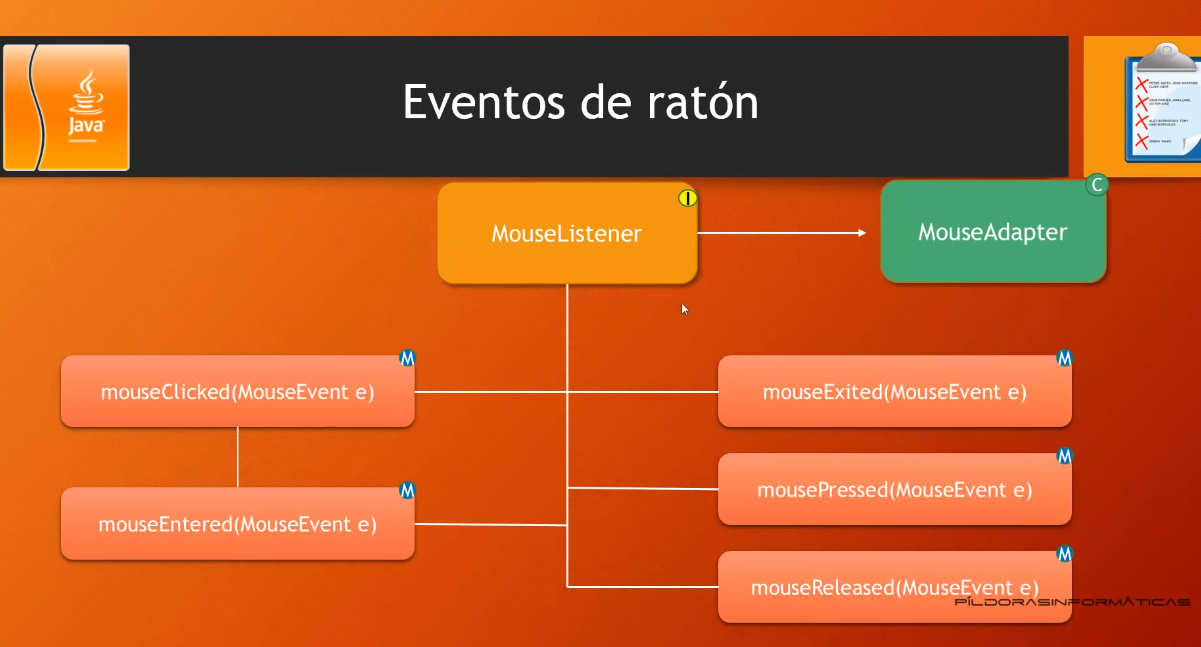 Java
Eventos de ratón
I
MouseListener
C
MouseAdapter
M
mouseClicked(MouseEvent e)
M
mouseExited(MouseEvent e)
M
mousePressed(MouseEvent e)
M
mouseEntered(MouseEvent e)
M
mouseReleased(MouseEvent e)
PÍLDORASINFORMÁTICAS